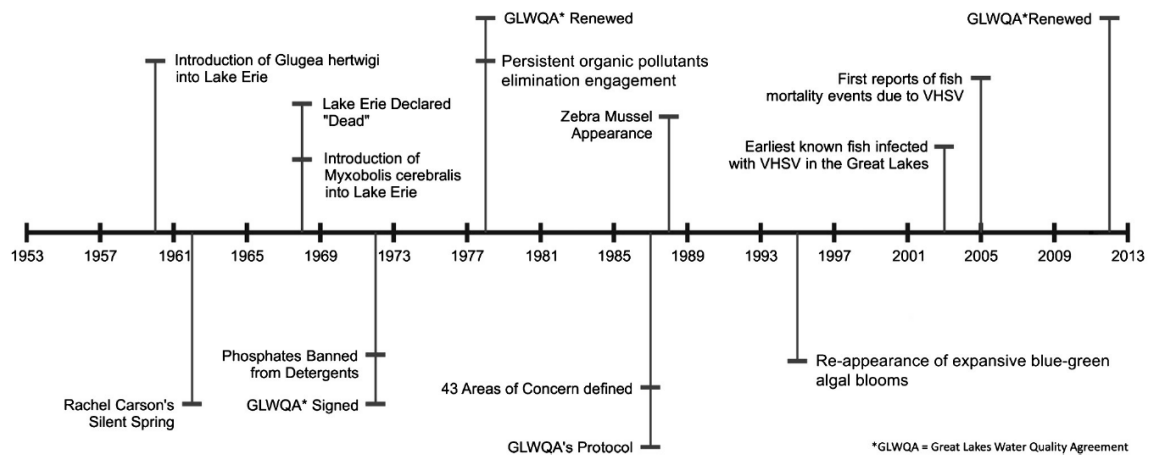 GLWQA* Renewed
GLWQA*Renewed
Introduction of Glugea hertwigi
into Lake Erie
Persistent organic pollutants
elimination engagement
First reports of fish
mortality events due to VHSV
Lake Erie Declared
"Dead"
Zebra Mussel
Appearance
Introduction of
Myxobolis cerebralis
into Lake Erie
Earliest known fish infected
with VHSV in the Great Lakes
1953 1957 1961 1965 1969 1973 1977 1981 1985 1989 1993 1997 2001 2005 2009 2013
Phosphates Banned
from Detergents
Re-appearance of expansive blue-green
algal blooms
43 Areas of Concern defined
Rachel Carson's
Silent Spring
GLWQA* Signed
GLWQA's Protocol
*GLWQA = Great Lakes Water Quality Agreement